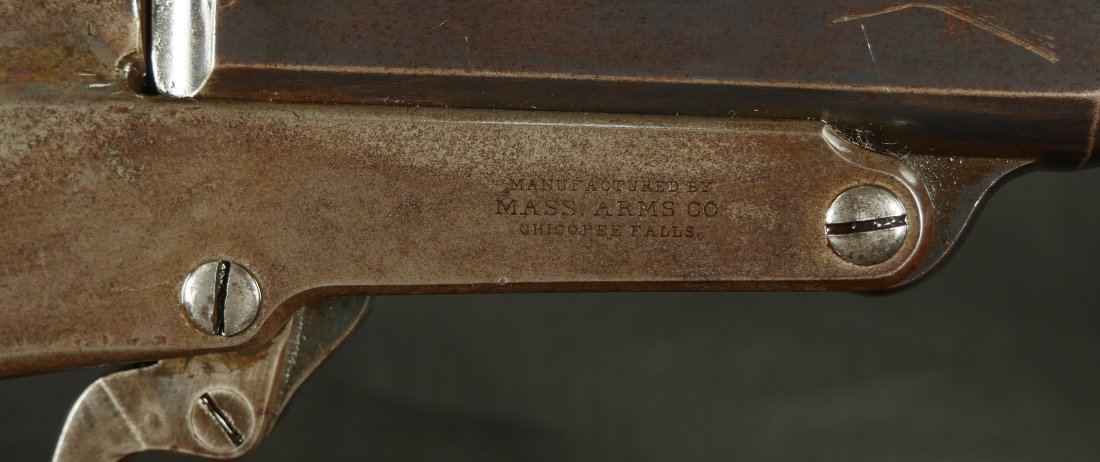 MANUFACTURED BY
MASS. ARMS CO
CHICOPEE FALLS.